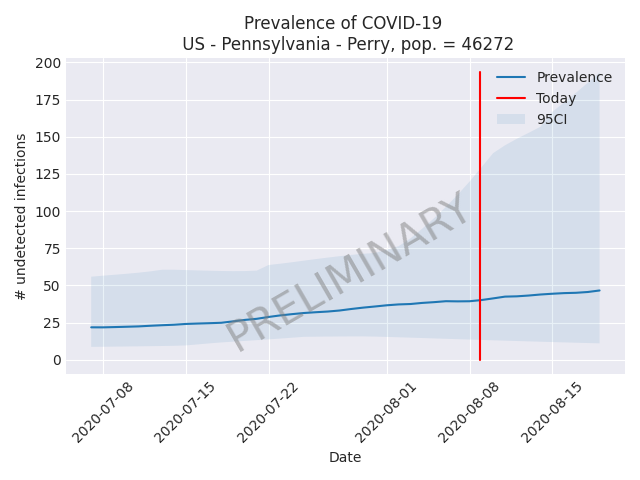 Prevalence of COVID-19
US - Pennsylvania - Perry, pop. = 46272
200
175
150
125
100
75
50
25
0
# undetected infections
Prevalence
Today
95CI
PRELIMINARY
2020-07-08
2020-07-15
2020-07-22
2020-08-01
2020-08-08
2020-08-15
Date